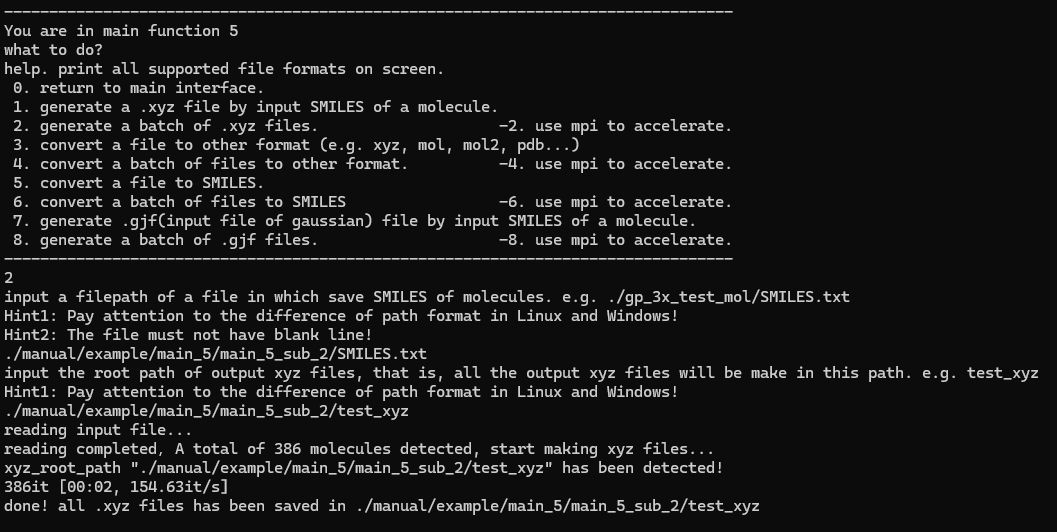 ---------------------------------------------------------------------------------
You are in main function 5
what to do?
help. print all supported file formats on screen.
 0. return to main interface.
 1. generate a .xyz file by input SMILES of a molecule.
 2. generate a batch of .xyz files.                    -2. use mpi to accelerate.
 3. convert a file to other format (e.g. xyz, mol, mol2, pdb...)
 4. convert a batch of files to other format.          -4. use mpi to accelerate.
 5. convert a file to SMILES.
 6. convert a batch of files to SMILES                 -6. use mpi to accelerate.
 7. generate .gjf(input file of gaussian) file by input SMILES of a molecule.
 8. generate a batch of .gjf files.                    -8. use mpi to accelerate.
---------------------------------------------------------------------------------
2
input a filepath of a file in which save SMILES of molecules. e.g. ./gp_3x_test_mol/SMILES.txt
Hint1: Pay attention to the difference of path format in Linux and Windows!
Hint2: The file must not have blank line!
./manual/example/main_5/main_5_sub_2/SMILES.txt
input the root path of output xyz files, that is, all the output xyz files will be make in this path. e.g. test_xyz
Hint1: Pay attention to the difference of path format in Linux and Windows!
./manual/example/main_5/main_5_sub_2/test_xyz
reading input file...
reading completed, A total of 386 molecules detected, start making xyz files...
xyz_root_path "./manual/example/main_5/main_5_sub_2/test_xyz" has been detected!
386it [00:02, 154.63it/s]
done! all .xyz files has been saved in ./manual/example/main_5/main_5_sub_2/test_xyz